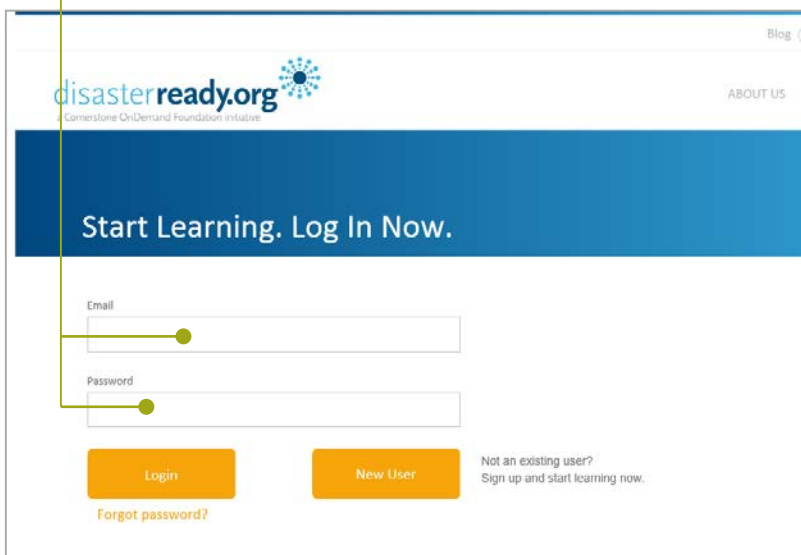 Blog
disasterready.org
a Cornerstone OnDemand Foundation initiative
ABOUT US
Start Learning. Log In Now.
Email
Password
Login
New User
Not an existing user?
Sign up and start learning now.
Forgot password?